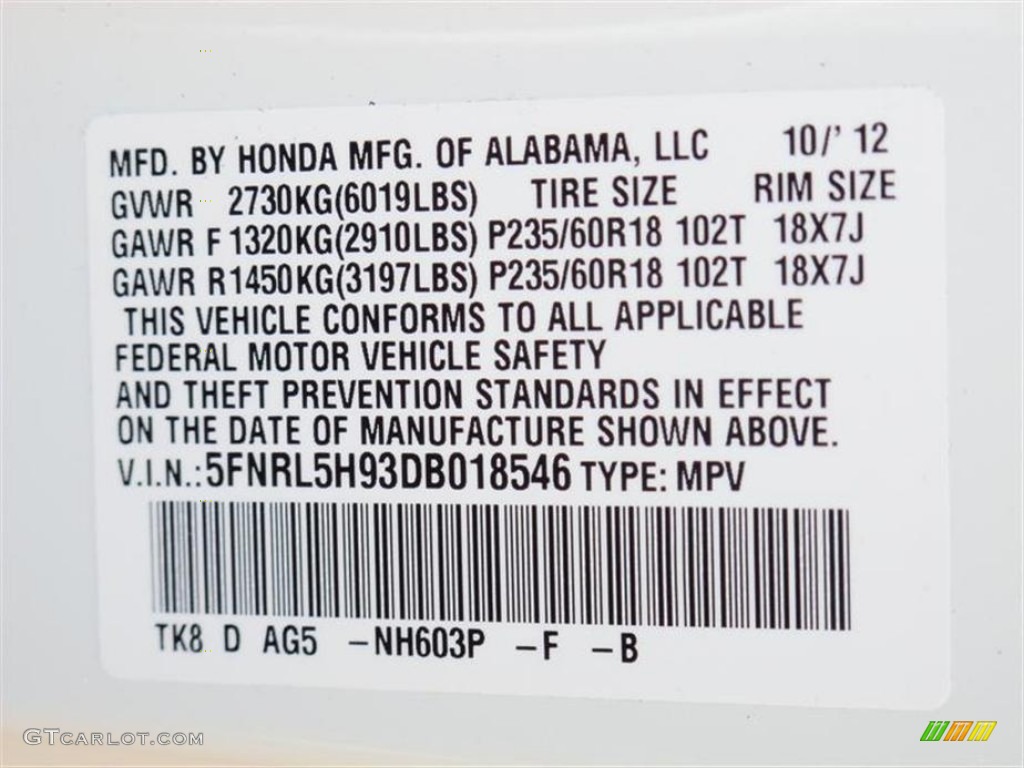 MFD. BY HONDA MFG. OF ALABAMA, LLC 10/' 12
GVWR 2730KG(6019LBS) TIRE SIZE RIM SIZE
GAWR F 1320KG(2910LBS) P235/60R18 102T 18X7J
GAWR R1450KG(3197LBS) P235/60R18 102T 18X7J
THIS VEHICLE CONFORMS TO ALL APPLICABLE
FEDERAL MOTOR VEHICLE SAFETY
AND THEFT PREVENTION STANDARDS IN EFFECT
ON THE DATE OF MANUFACTURE SHOWN ABOVE.
V.I.N.:5FNRL5H93DB018546 TYPE: MPV
TK8 D AG5 –NH603P –F –B
GTCARLOT.COM